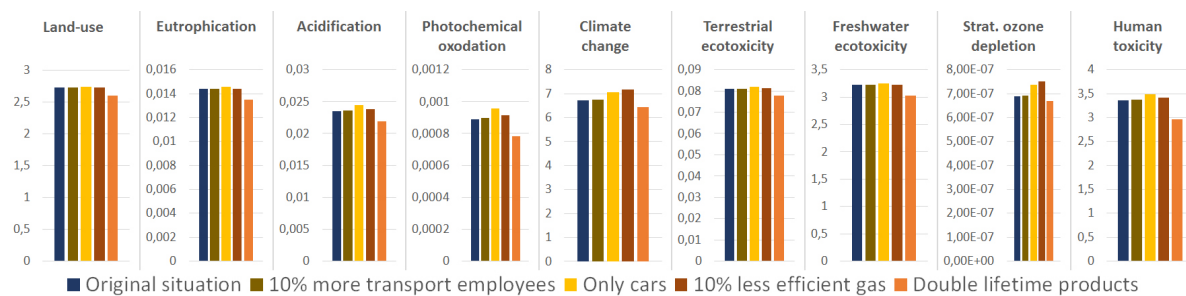 Land-use
3
2,5
2
1,5
1
0,5
0
Eutrophication
0,016
0,014
0,012
0,01
0,008
0,006
0,004
0,002
0
Acidification
0,03
0,025
0,02
0,015
0,01
0,005
0
Photochemical
oxodation
0,0012
0,001
0,0008
0,0006
0,0004
0,0002
0
Climate
change
8
7
6
5
4
3
2
1
0
Terrestrial
ecotoxicity
0,09
0,08
0,07
0,06
0,05
0,04
0,03
0,02
0,01
0
Freshwater
ecotoxicity
3,5
3
2,5
2
1,5
1
0,5
0
Strat. ozone
depletion
8,00E-07
7,00E-07
6,00E-07
5,00E-07
4,00E-07
3,00E-07
2,00E-07
1,00E-07
0,00E+00
Human
toxicity
4
3,5
3
2,5
2
1,5
1
0,5
0
Original situation 10% more transport employees Only cars 10% less efficient gas Double lifetime products